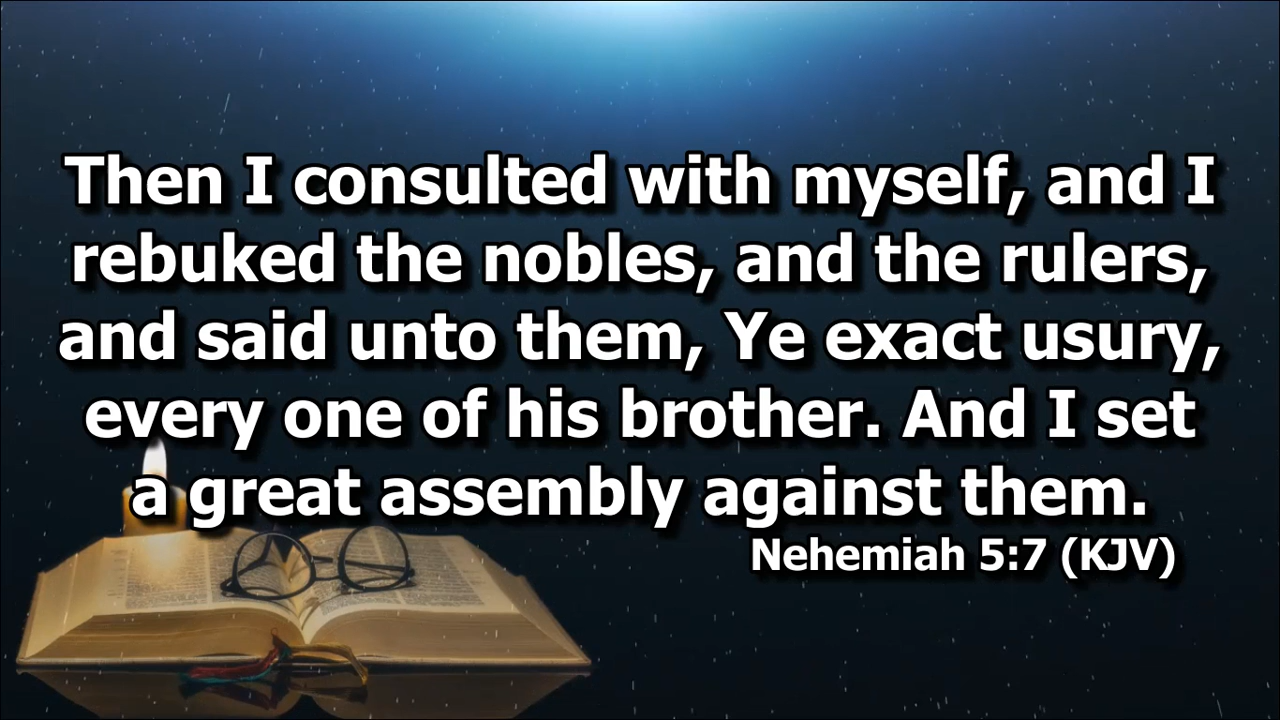 Then I consulted with myself, and I
rebuked the nobles, and the rulers,
and said unto them, Ye exact usury,
every one of his brother. And I set
a great assembly against them.
Nehemiah 5:7 (KJV)